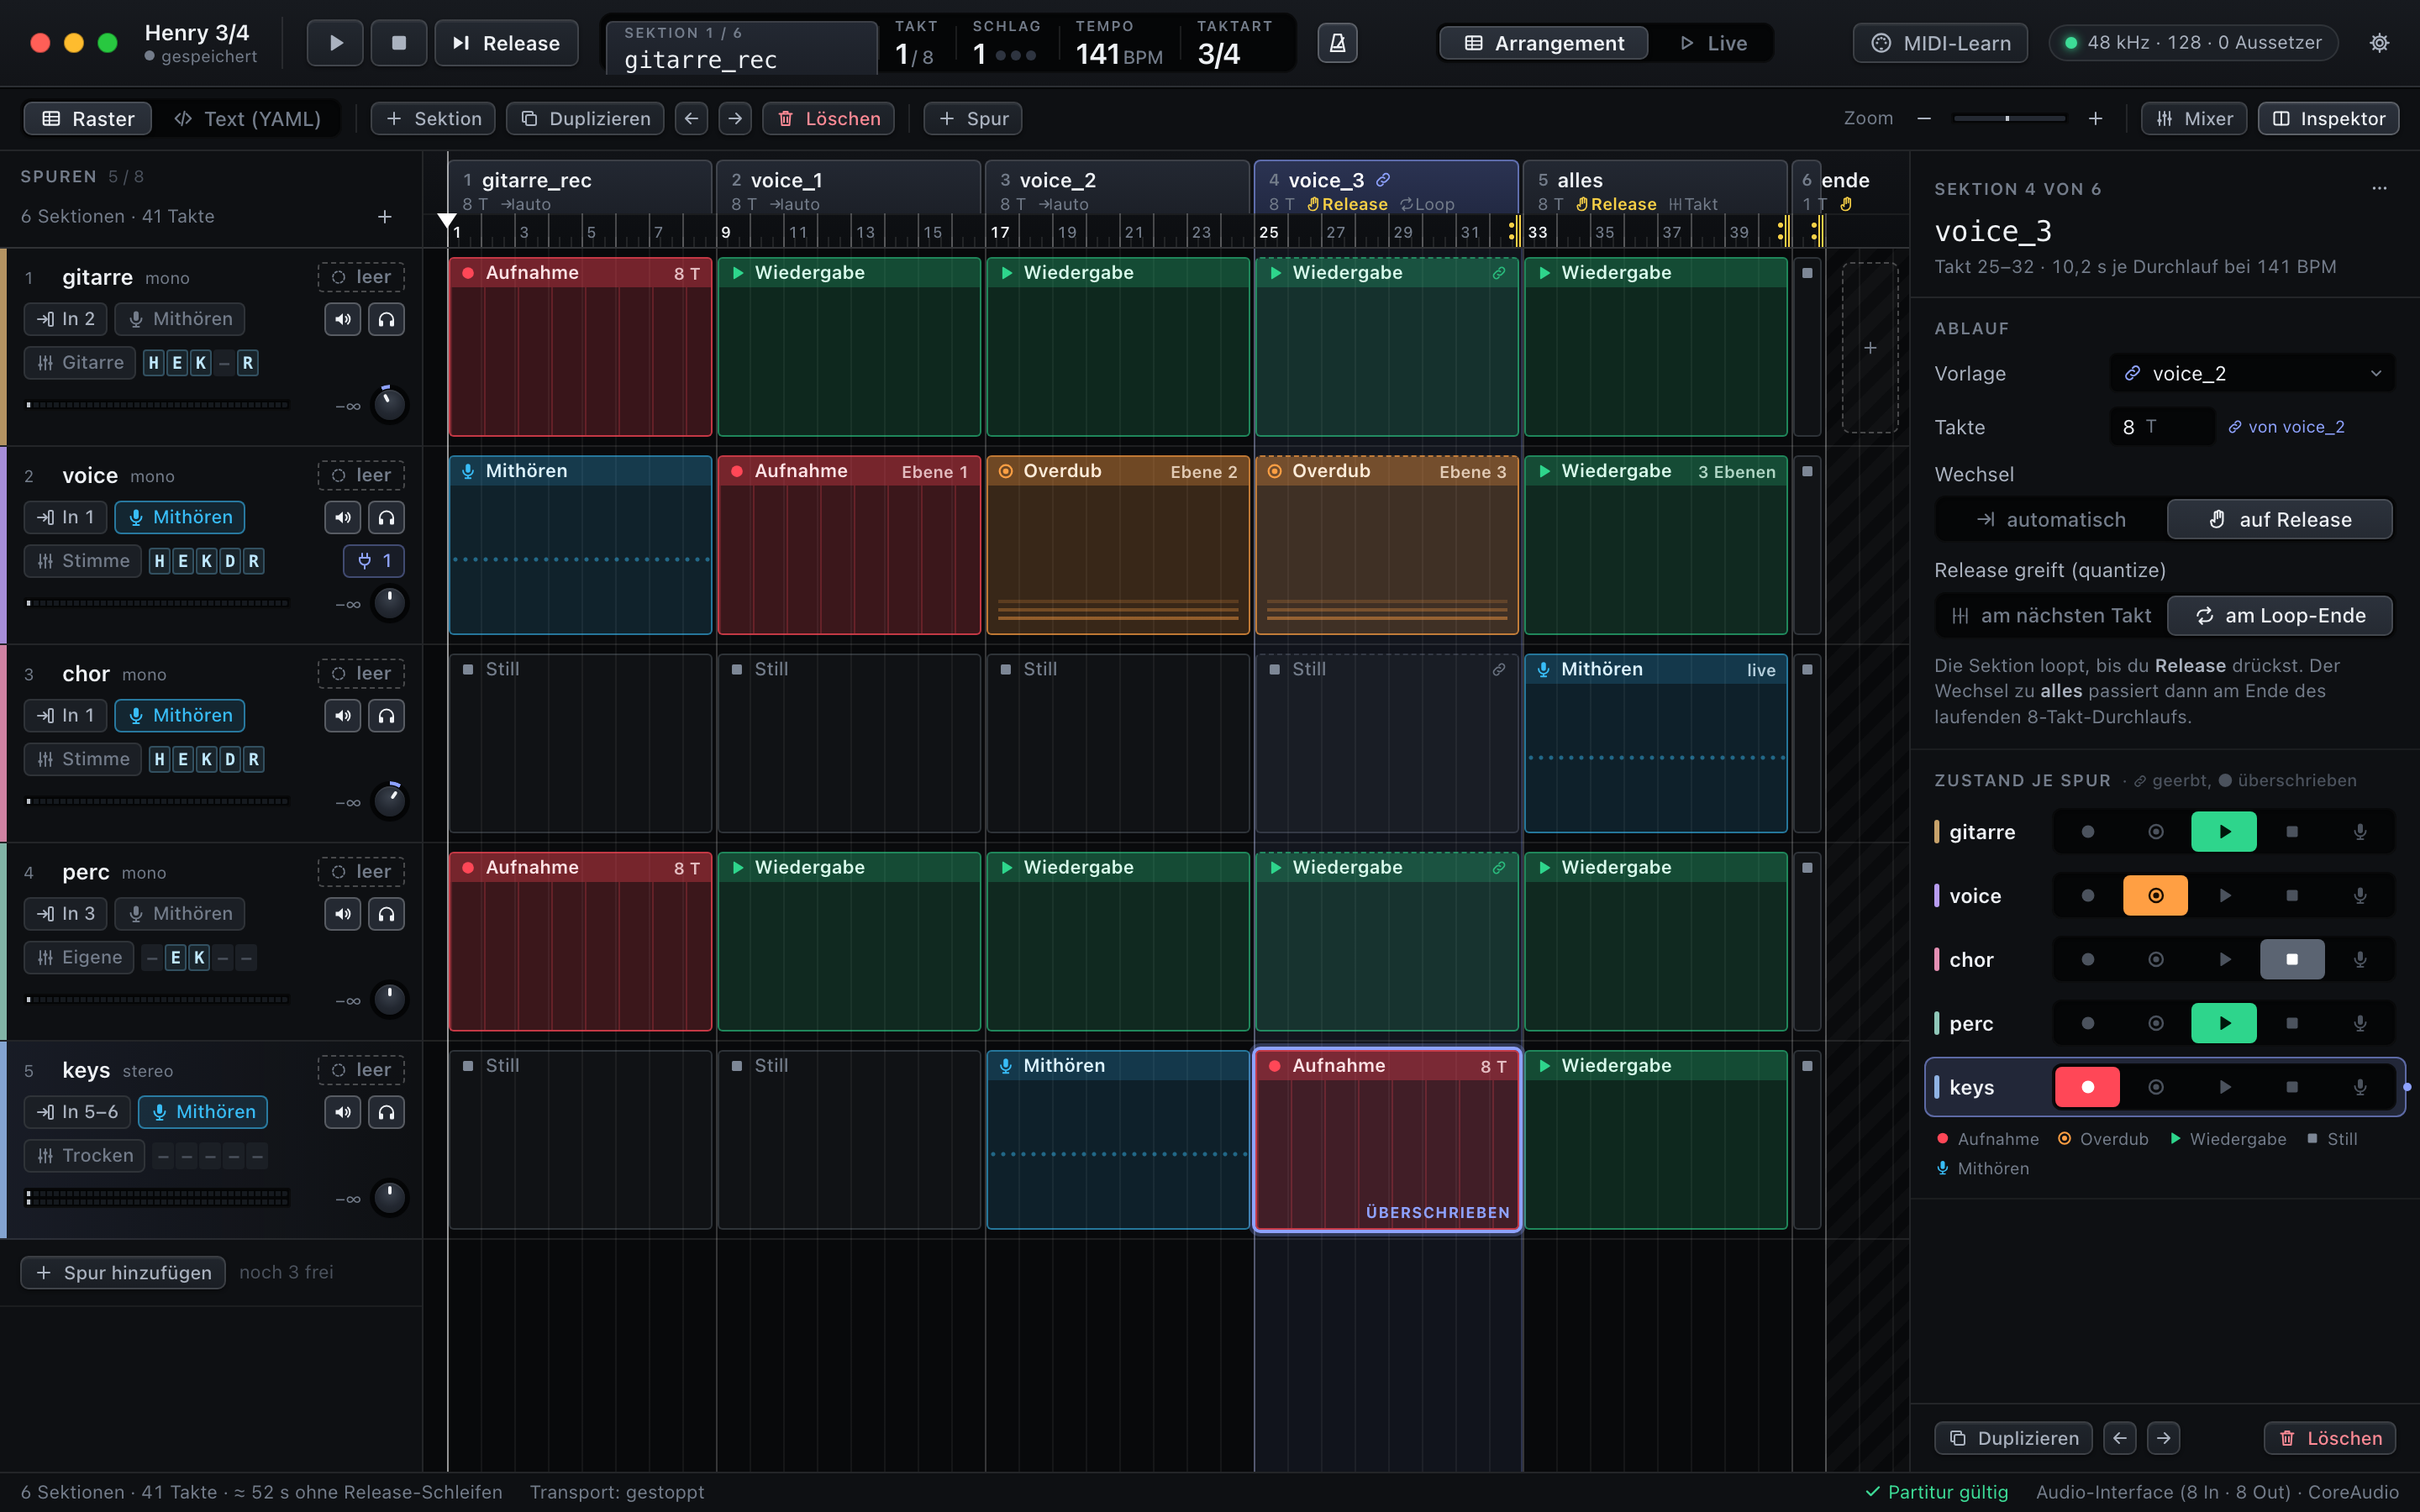 Henry 3/4
gespeichert
Release
SEKTION 1 / 6
gitarre_rec
TAKT
1 / 8
SCHLAG
1
TEMPO
141 BPM
TAKTART
3/4
Arrangement
Live
MIDI-Learn
48 kHz · 128 · 0 Aussetzer
Raster
Text (YAML)
Sektion
Duplizieren
Löschen
Spur
Zoom
Mixer
Inspektor
SPUREN 5 / 8
6 Sektionen · 41 Takte
1 gitarre_rec
8 T auto
2 voice_1
8 T auto
3 voice_2
8 T auto
4 voice_3
8 T Release Loop
5 alles
8 T Release Takt
6 ende
1 T
1 3 5 7 9 11 13 15 17 19 21 23 25 27 29 31 33 35 37 39
1 gitarre mono leer
In 2 Mithören
Gitarre H E K – R
–∞
Aufnahme 8 T
Wiedergabe
Wiedergabe
Wiedergabe
Wiedergabe
2 voice mono leer
In 1 Mithören
Stimme H E K D R 1
–∞
Mithören
Aufnahme Ebene 1
Overdub Ebene 2
Overdub Ebene 3
Wiedergabe 3 Ebenen
3 chor mono leer
In 1 Mithören
Stimme H E K D R
–∞
Still
Still
Still
Still
Mithören live
4 perc mono leer
In 3 Mithören
Eigene – E K – –
–∞
Aufnahme 8 T
Wiedergabe
Wiedergabe
Wiedergabe
Wiedergabe
5 keys stereo leer
In 5–6 Mithören
Trocken – – – – –
–∞
Still
Still
Mithören
Aufnahme 8 T
ÜBERSCHRIEBEN
Wiedergabe
Spur hinzufügen noch 3 frei
SEKTION 4 VON 6
voice_3
Takt 25–32 · 10,2 s je Durchlauf bei 141 BPM
ABLAUF
Vorlage voice_2
Takte 8 T von voice_2
Wechsel
automatisch auf Release
Release greift (quantize)
am nächsten Takt am Loop-Ende
Die Sektion loopt, bis du Release drückst. Der
Wechsel zu alles passiert dann am Ende des
laufenden 8-Takt-Durchlaufs.
ZUSTAND JE SPUR · geerbt, überschrieben
gitarre
voice
chor
perc
keys
Aufnahme Overdub Wiedergabe Still
Mithören
Duplizieren
Löschen
6 Sektionen · 41 Takte · ≈ 52 s ohne Release-Schleifen Transport: gestoppt
Partitur gültig Audio-Interface (8 In · 8 Out) · CoreAudio